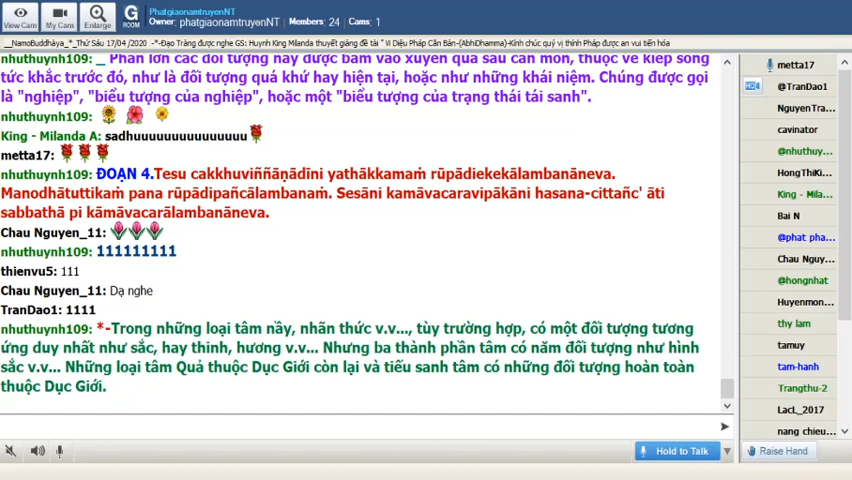 PhatgiaonamtruyenNT
Owner: phatgiaonamtruyenNT | Members: 24 | Cams: 1
View Cam
My Cam
Enlarge
G
ROOM
__NamoBuddhàya_*_Thứ Sáu 17/04 /2020 -*-Đạo Tràng được nghe GS: Huynh King Milanda thuyết giảng đề tài " Vi Diệu Pháp Căn Bản-(AbhiDhamma)-Kính chúc quý vị thính Pháp được an vui tiến hóa
nhuthuynh109: _ Phần lớn các đối tượng này được bám vào xuyên qua sáu căn môn, thuộc về kiếp sống
tức khắc trước đó, như là đối tượng quá khứ hay hiện tại, hoặc như những khái niệm. Chúng được gọi
là "nghiệp", "biểu tượng của nghiệp", hoặc một "biểu tượng của trạng thái tái sanh".
nhuthuynh109:
King - Milanda A: sadhuuuuuuuuuuuuuuu
metta17:
nhuthuynh109: ĐOẠN 4.Tesu cakkhuviññāṇādīni yathākkamaṁ rūpādiekekālambanāneva.
Manodhātuttikaṁ pana rūpādipañcālambanaṁ. Sesāni kamāvacaravipākāni hasana-cittañc' āti
sabbathā pi kāmāvacarālambanāneva.
Chau Nguyen_11:
nhuthuynh109: 111111111
thienvu5: 111
Chau Nguyen_11: Dạ nghe
TranDao1: 1111
nhuthuynh109: *-Trong những loại tâm nầy, nhãn thức v.v..., tùy trường hợp, có một đối tượng tương
ứng duy nhất như sắc, hay thinh, hương v.v... Nhưng ba thành phần tâm có năm đối tượng như hình
sắc v.v... Những loại tâm Quả thuộc Dục Giới còn lại và tiếu sanh tâm có những đối tượng hoàn toàn
thuộc Dục Giới.
Hold to Talk
metta17
@TranDao1
NguyenTra...
cavinator
@nhuthuy...
HongThiKi...
King - Mila...
Bai N
@phat pha...
Chau Nguy...
@hongnhat
Huyenmon...
thy lam
tamuy
tam-hanh
Trangthu-2
LacL_2017
nang chieu...
Raise Hand